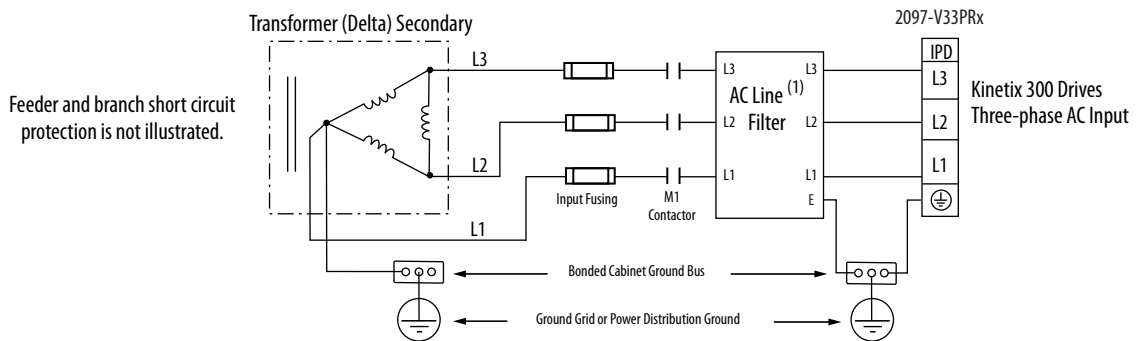 2097-V33PRx
Transformer (Delta) Secondary
IPD
L3
L3
L3
L3
Feeder and branch short circuit
protection is not illustrated.
AC Line (1)
Filter
Kinetix 300 Drives
Three-phase AC Input
L2
L2
L2
L2
L1
L1
L1
Input Fusing
M1
Contactor
E
L1
Bonded Cabinet Ground Bus
Ground Grid or Power Distribution Ground